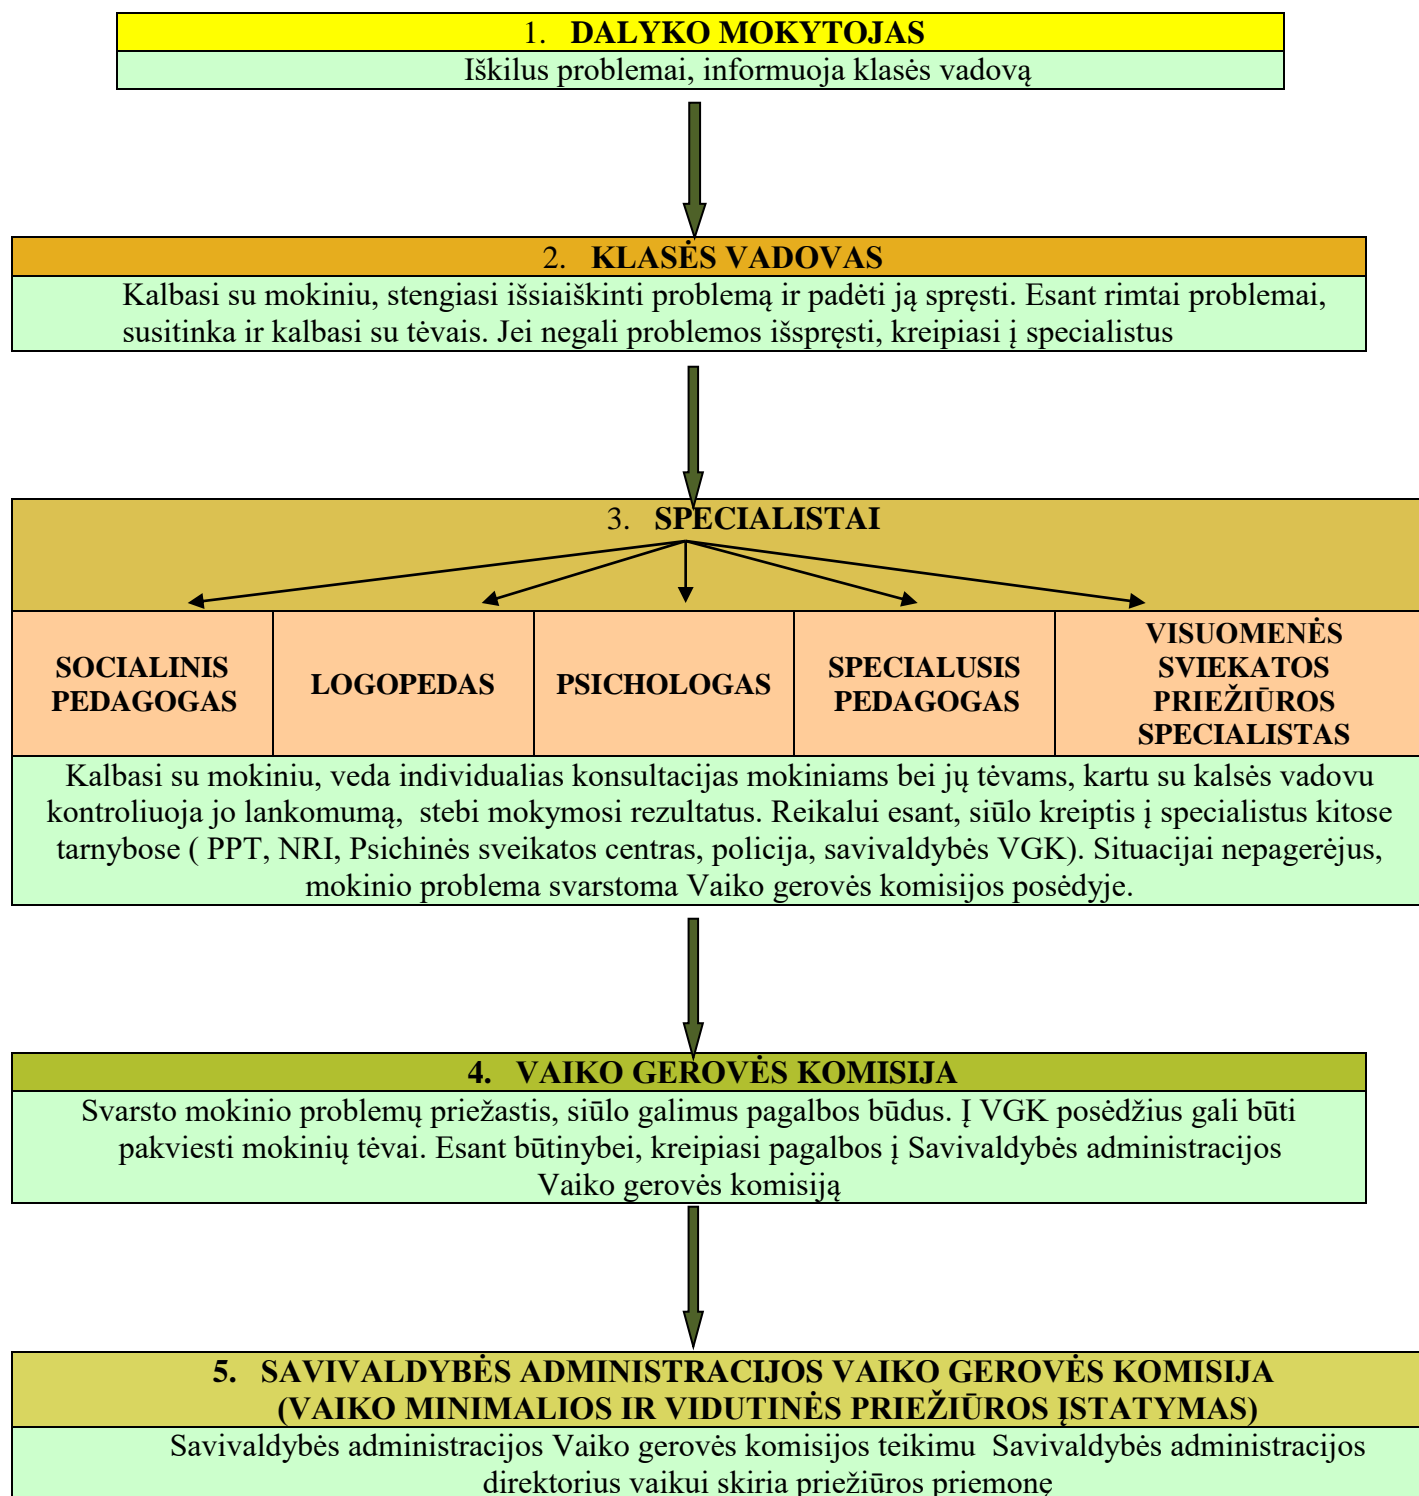 1. DALYKO MOKYTOJAS
Iškilus problemai, informuoja klasės vadovą
2. KLASĖS VADOVAS
Kalbasi su mokiniu, stengiasi išsiaiškinti problemą ir padėti ją spręsti. Esant rimtai problemai,
susitinka ir kalbasi su tėvais. Jei negali problemos išspręsti, kreipiasi į specialistus
3. SPECIALISTAI
SOCIALINIS
PEDAGOGAS
LOGOPEDAS
PSICHOLOGAS
SPECIALUSIS
PEDAGOGAS
VISUOMENĖS
SVIEKATOS
PRIEŽIŪROS
SPECIALISTAS
Kalbasi su mokiniu, veda individualias konsultacijas mokiniams bei jų tėvams, kartu su kalsės vadovu
kontroliuoja jo lankomumą, stebi mokymosi rezultatus. Reikalui esant, siūlo kreiptis į specialistus kitose
tarnybose ( PPT, NRI, Psichinės sveikatos centras, policija, savivaldybės VGK). Situacijai nepagerėjus,
mokinio problema svarstoma Vaiko gerovės komisijos posėdyje.
4. VAIKO GEROVĖS KOMISIJA
Svarsto mokinio problemų priežastis, siūlo galimus pagalbos būdus. Į VGK posėdžius gali būti
pakviesti mokinių tėvai. Esant būtinybei, kreipiasi pagalbos į Savivaldybės administracijos
Vaiko gerovės komisiją
5. SAVIVALDYBĖS ADMINISTRACIJOS VAIKO GEROVĖS KOMISIJA
(VAIKO MINIMALIOS IR VIDUTINĖS PRIEŽIŪROS ĮSTATYMAS)
Savivaldybės administracijos Vaiko gerovės komisijos teikimu Savivaldybės administracijos
direktorius vaikui skiria priežiūros priemonę